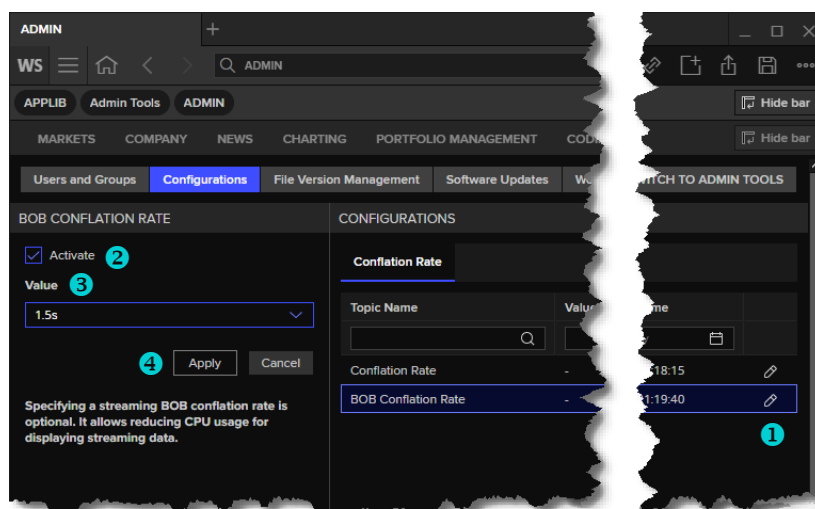 ADMIN
WS
ADMIN
APPLIB Admin Tools ADMIN Hide bar
MARKETS COMPANY NEWS CHARTING PORTFOLIO MANAGEMENT Hide bar
Users and Groups Configurations File Version Management Software Updates TO ADMIN TOOLS
BOB CONFLATION RATE
Activate 2
Value 3
1.5s
4 Apply Cancel
Specifying a streaming BOB conflation rate is
optional. It allows reducing CPU usage for
displaying streaming data.
CONFIGURATIONS
Conflation Rate
Topic Name
Conflation Rate - 18:15
BOB Conflation Rate - 1:19:40
1